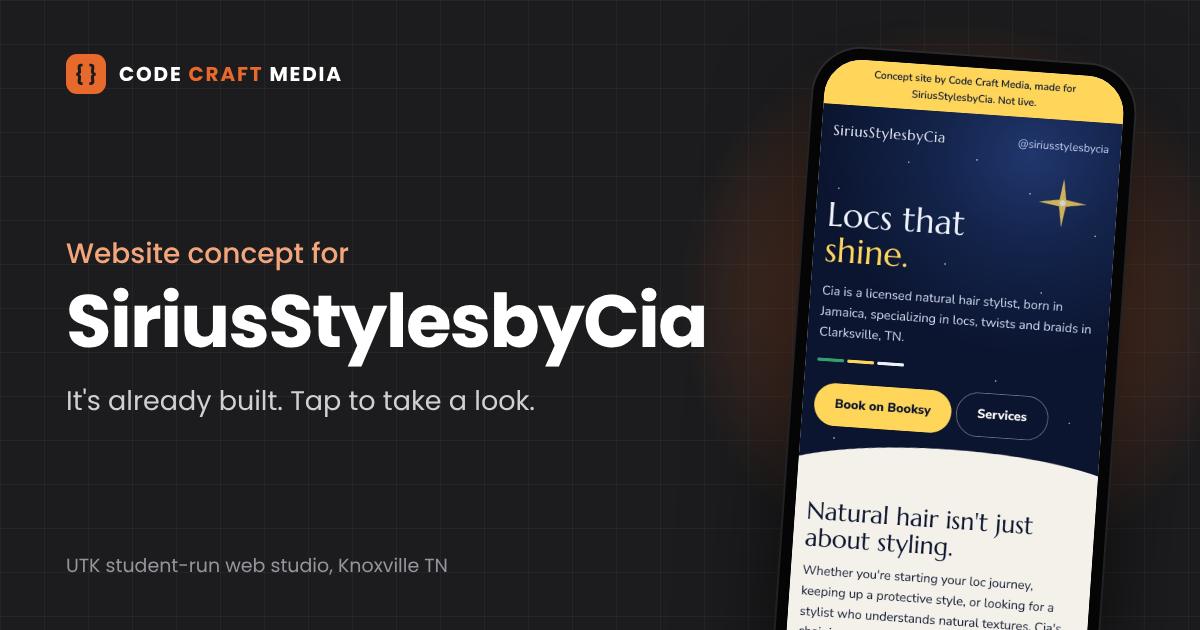 { } CODE CRAFT MEDIA
Website concept for
SiriusStylesbyCia
It's already built. Tap to take a look.
UTK student-run web studio, Knoxville TN
Concept site by Code Craft Media, made for
SiriusStylesbyCia. Not live.
SiriusStylesbyCia
@siriusstylesbycia
Locs that
shine.
Cia is a licensed natural hair stylist, born in
Jamaica, specializing in locs, twists and braids in
Clarksville, TN.
Book on Booksy
Services
Natural hair isn't just
about styling.
Whether you're starting your loc journey,
keeping up a protective style, or looking for a
stylist who understands natural textures, Cia's